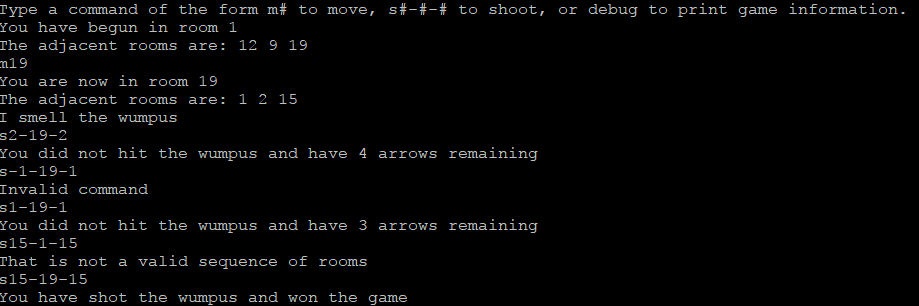 Type a command of the form m# to move, s#-#-# to shoot, or debug to print game information.
You have begun in room 1
The adjacent rooms are: 12 9 19
m19
You are now in room 19
The adjacent rooms are: 1 2 15
I smell the wumpus
s2-19-2
You did not hit the wumpus and have 4 arrows remaining
s-1-19-1
Invalid command
s1-19-1
You did not hit the wumpus and have 3 arrows remaining
s15-1-15
That is not a valid sequence of rooms
s15-19-15
You have shot the wumpus and won the game